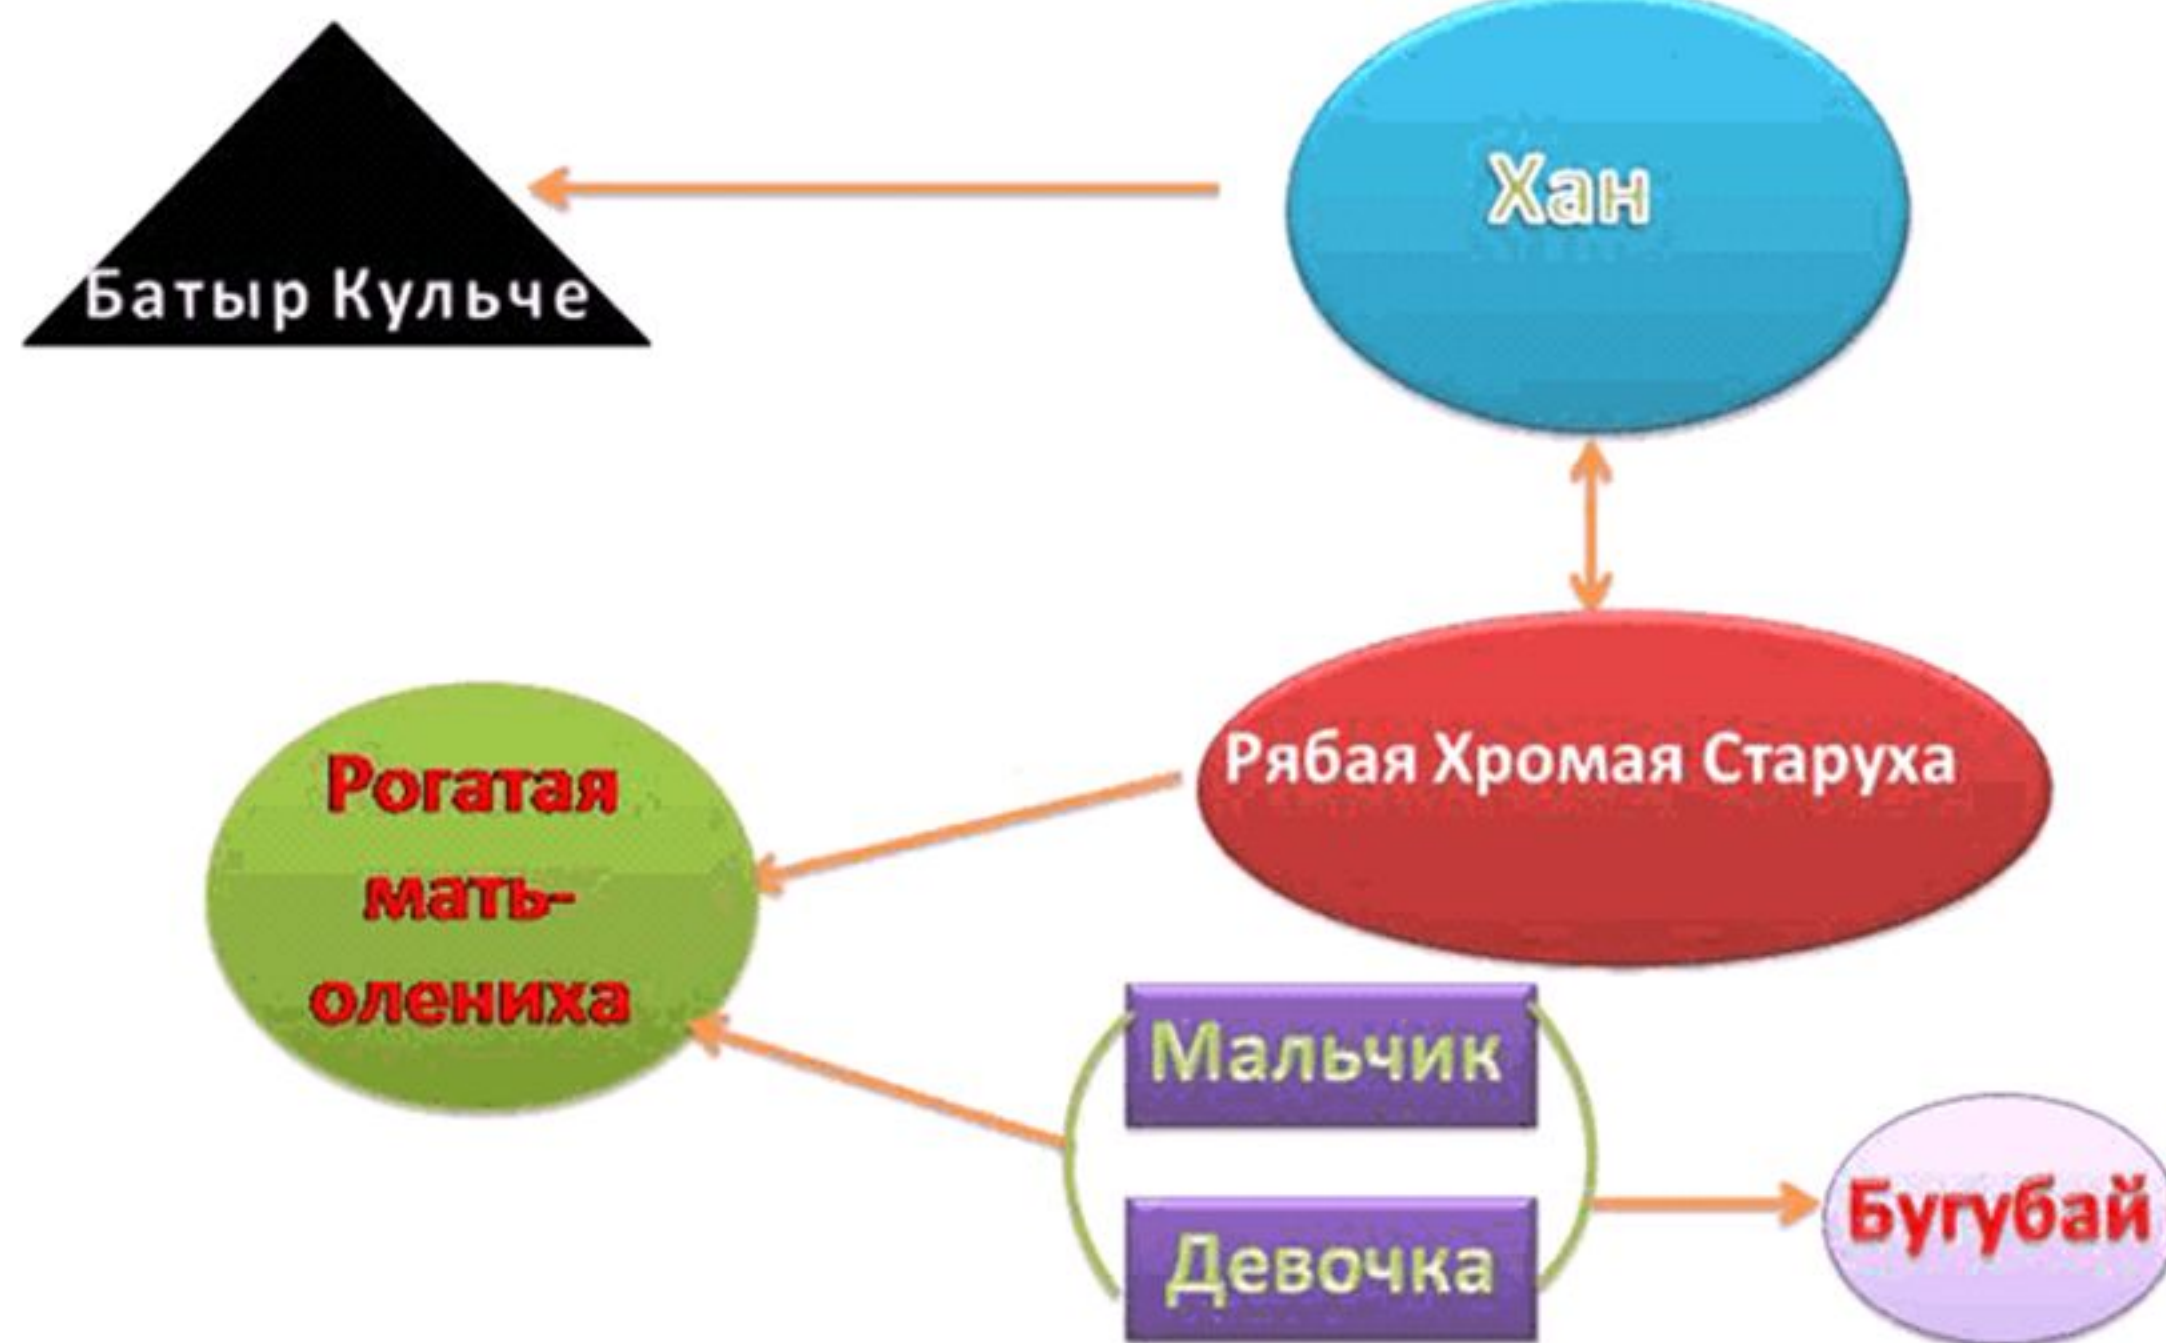 Хан
Батыр Кульче
Рябая Хромая Старуха
Рогатая
мать-
олениха
Мальчик
Девочка
Бугубай